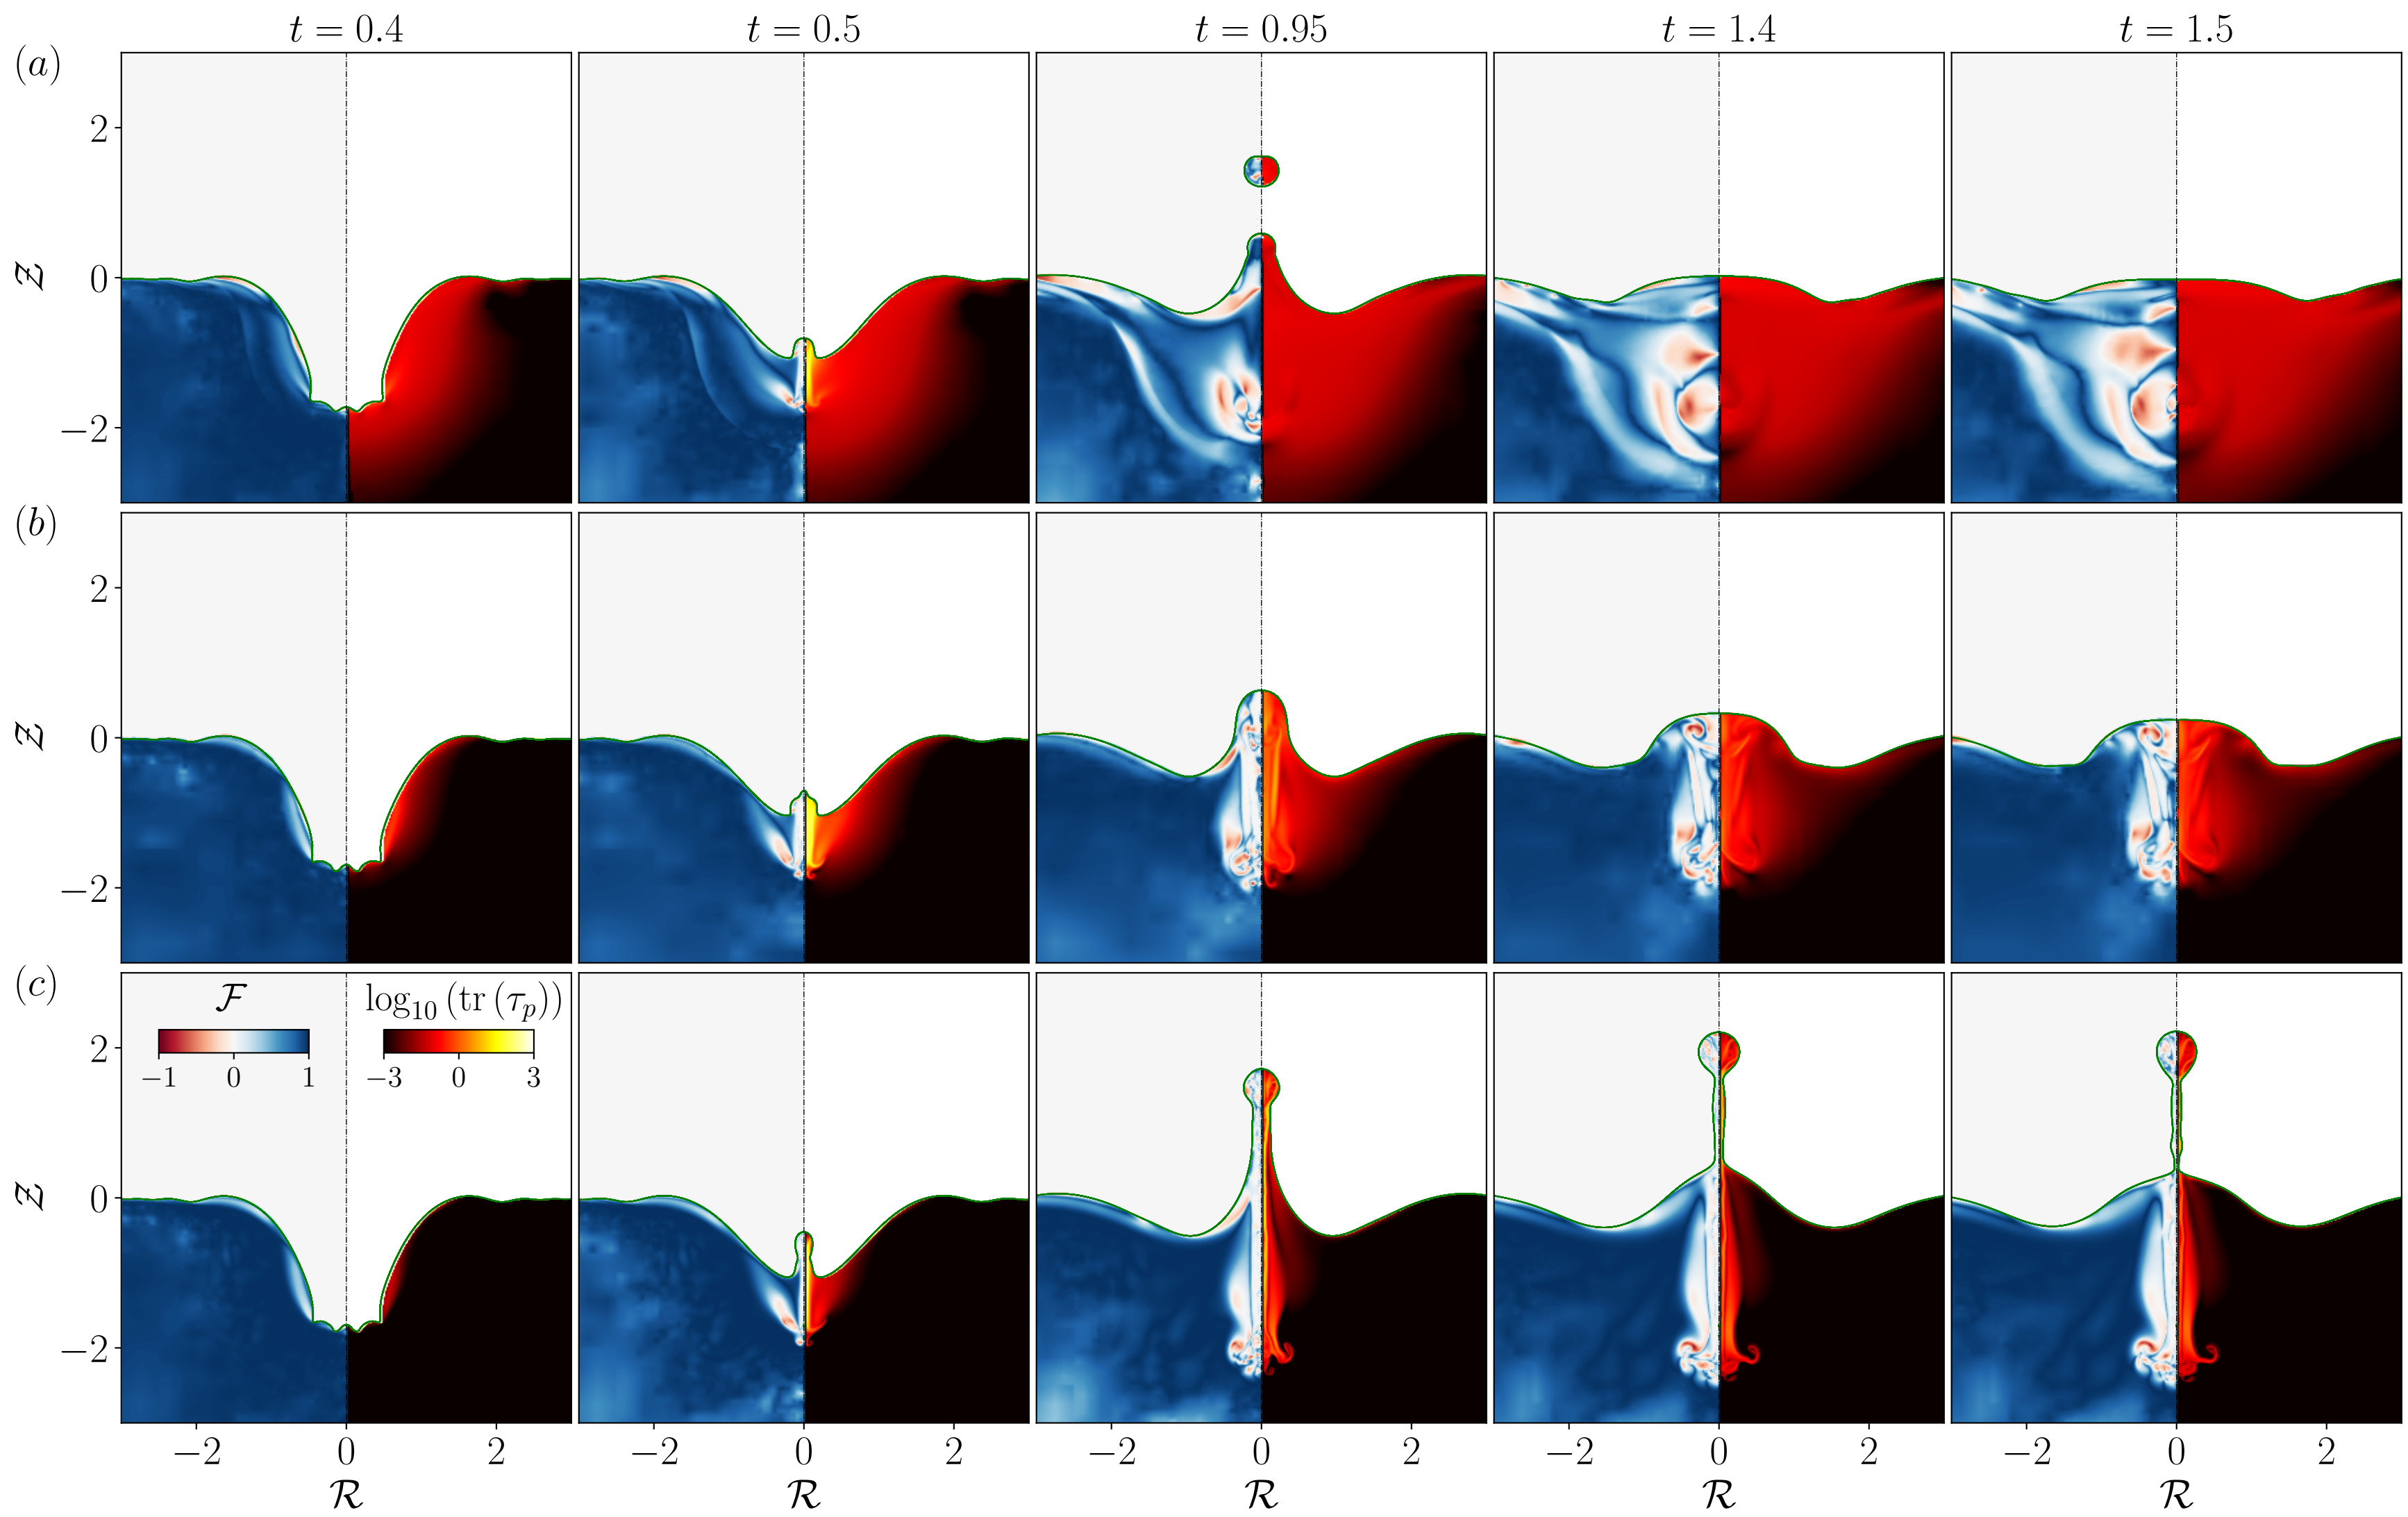 t = 0.4 t = 0.5 t = 0.95 t = 1.4 t = 1.5
(a)
2
0
−2
𝒵
(b)
2
0
−2
𝒵
(c)
ℱ log₁₀ (tr (τₚ))
−1 0 1 −3 0 3
2
0
−2
𝒵
−2 0 2 −2 0 2 −2 0 2 −2 0 2 −2 0 2
ℛ ℛ ℛ ℛ ℛ